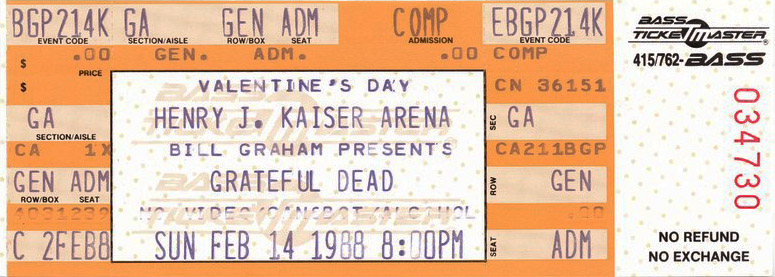 BGP214K GA GEN ADM COMP EBGP214K
EVENT CODE SECTION/AISLE ROW/BOX SEAT ADMISSION EVENT CODE
$ .00 GEN. ADM. .00 COMP
PRICE
$
VALENTINE'S DAY
CN 36151
GA
SECTION/AISLE
HENRY J. KAISER ARENA
SEC GA
CA 1X
BILL GRAHAM PRESENTS
CA211BGP
GEN ADM
ROW/BOX SEAT
GRATEFUL DEAD
ROW GEN
.00
C 2FEB8
SUN FEB 14 1988 8:00PM
SEAT ADM
BASS
TICKETMASTER®
415/762-BASS
034730
NO REFUND
NO EXCHANGE